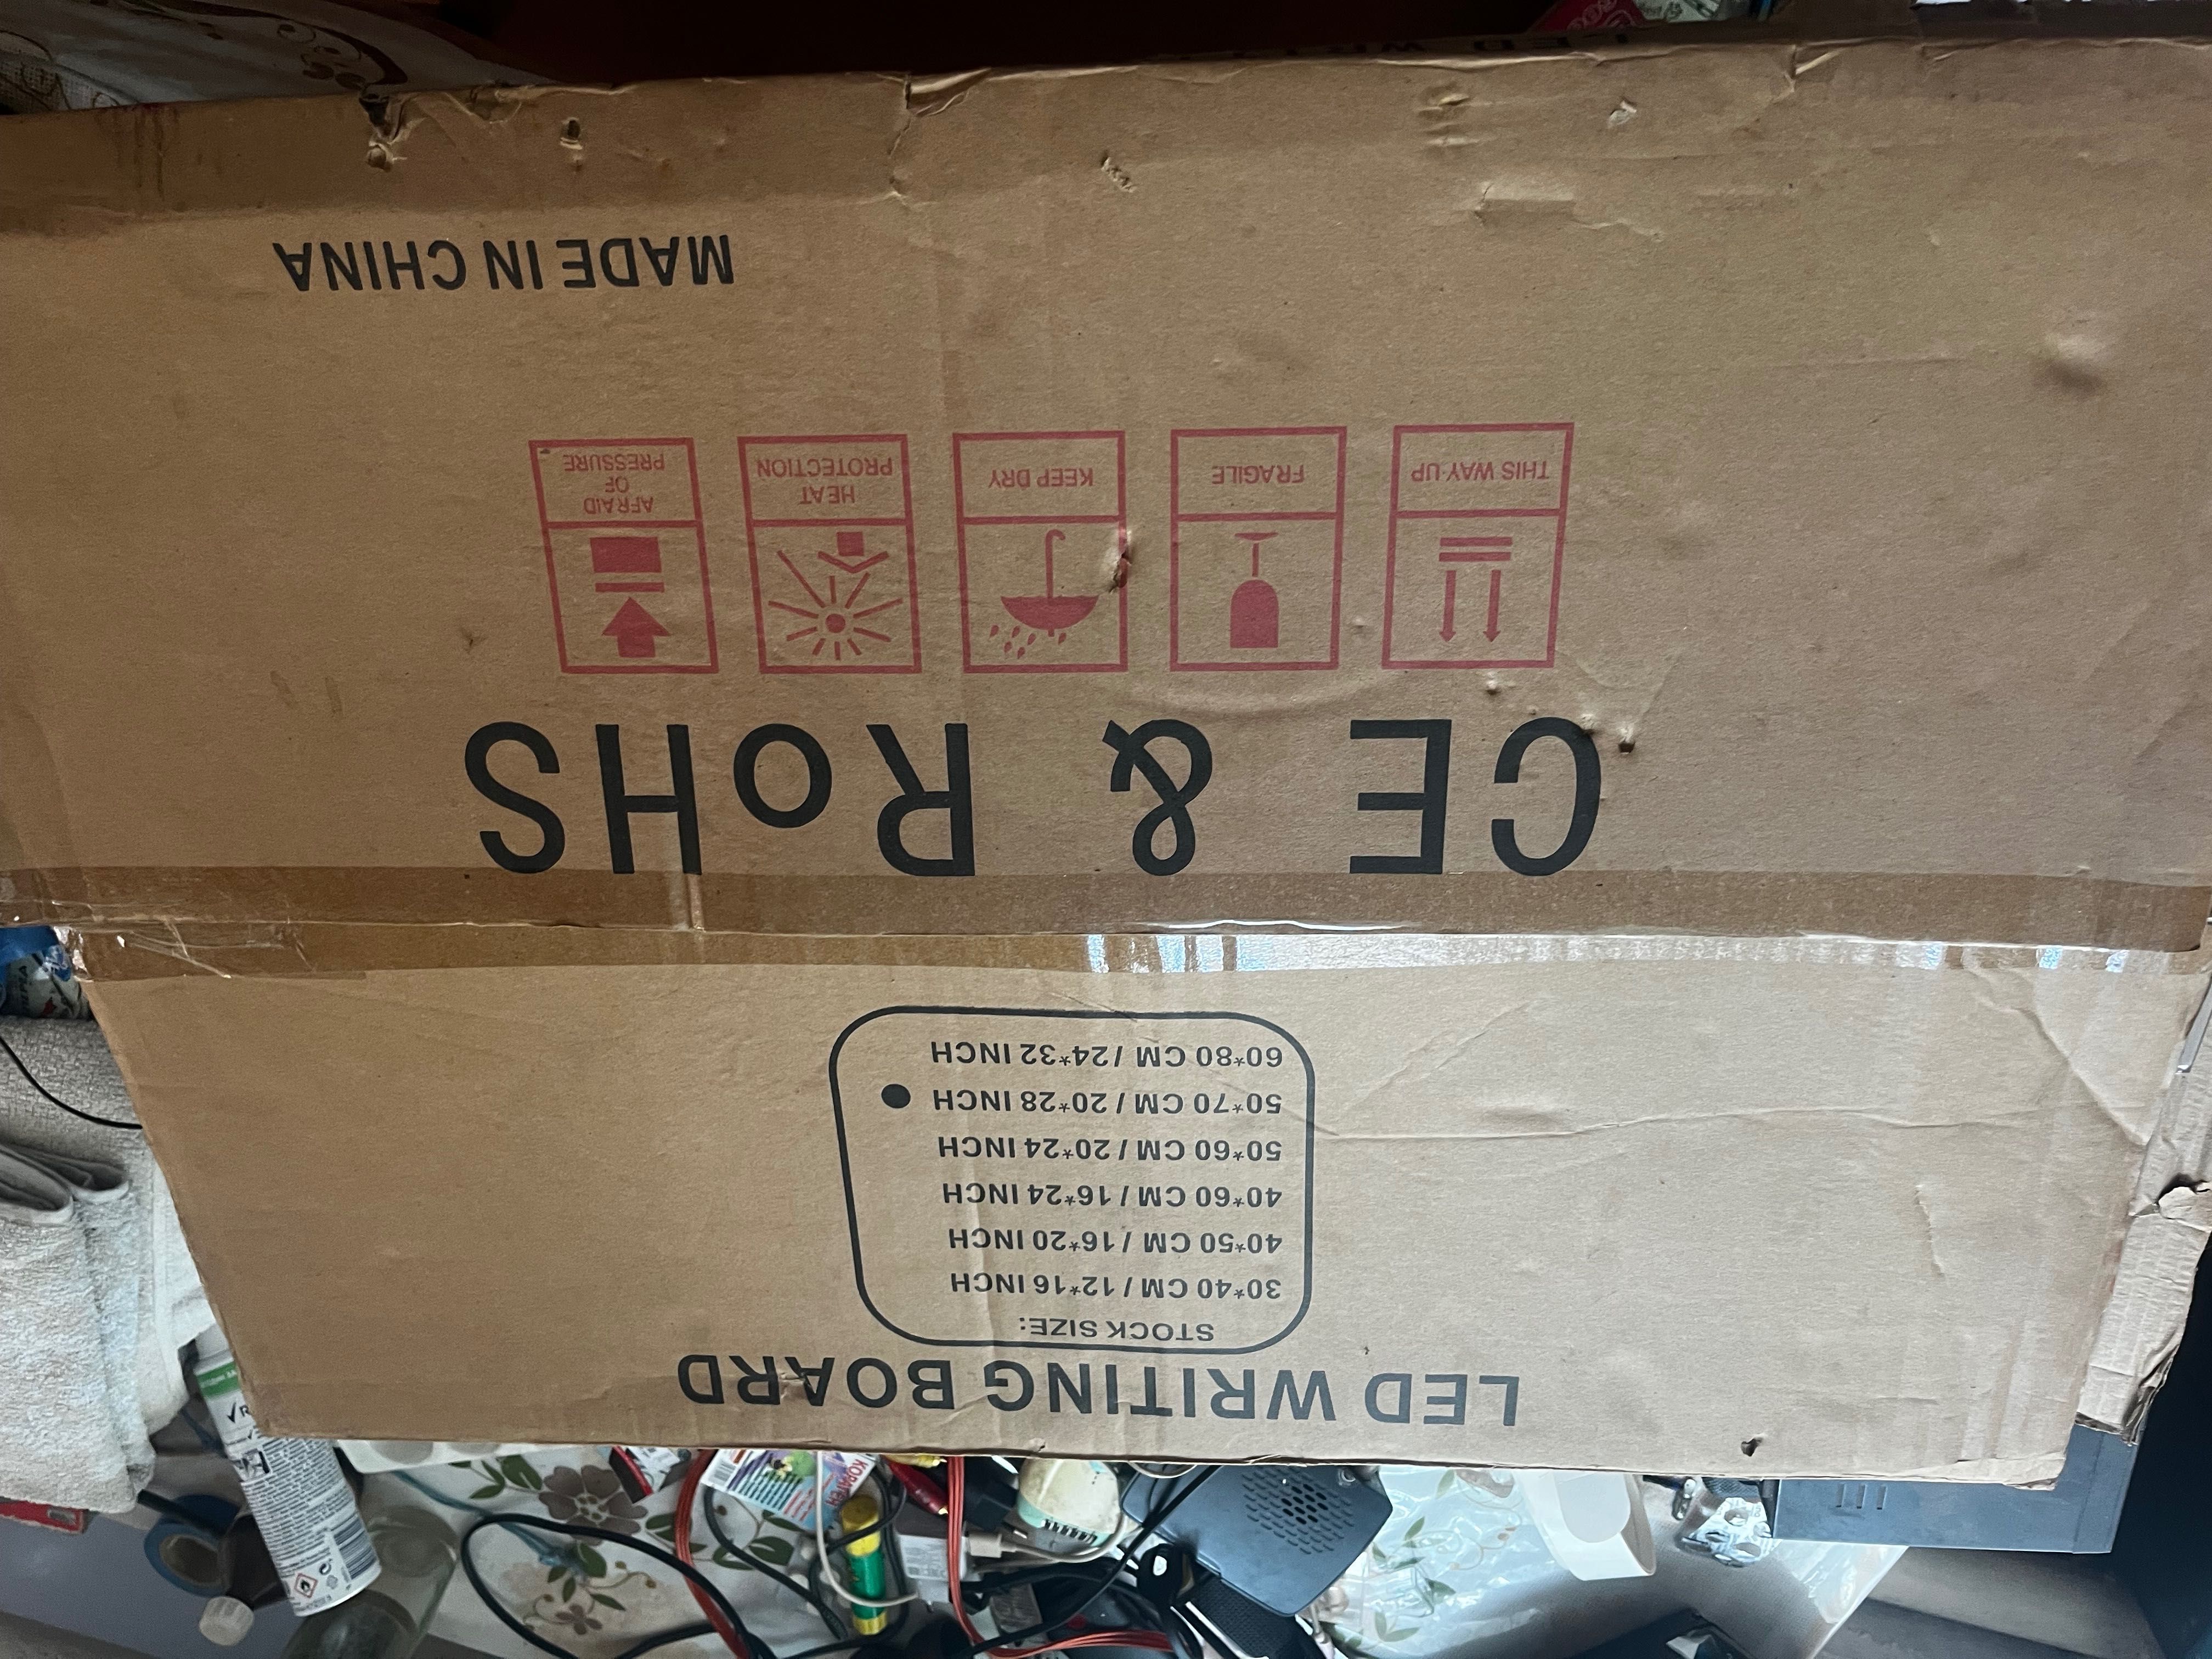 LED WRITING BOARD
STOCK SIZE:
30*40 CM / 12*16 INCH
40*50 CM / 16*20 INCH
40*60 CM / 16*24 INCH
50*60 CM / 20*24 INCH
50*70 CM / 20*28 INCH ●
60*80 CM / 24*32 INCH
CE & RoHS
THIS WAY UP
FRAGILE
KEEP DRY
HEAT
PROTECTION
AFRAID
OF
PRESSURE
MADE IN CHINA